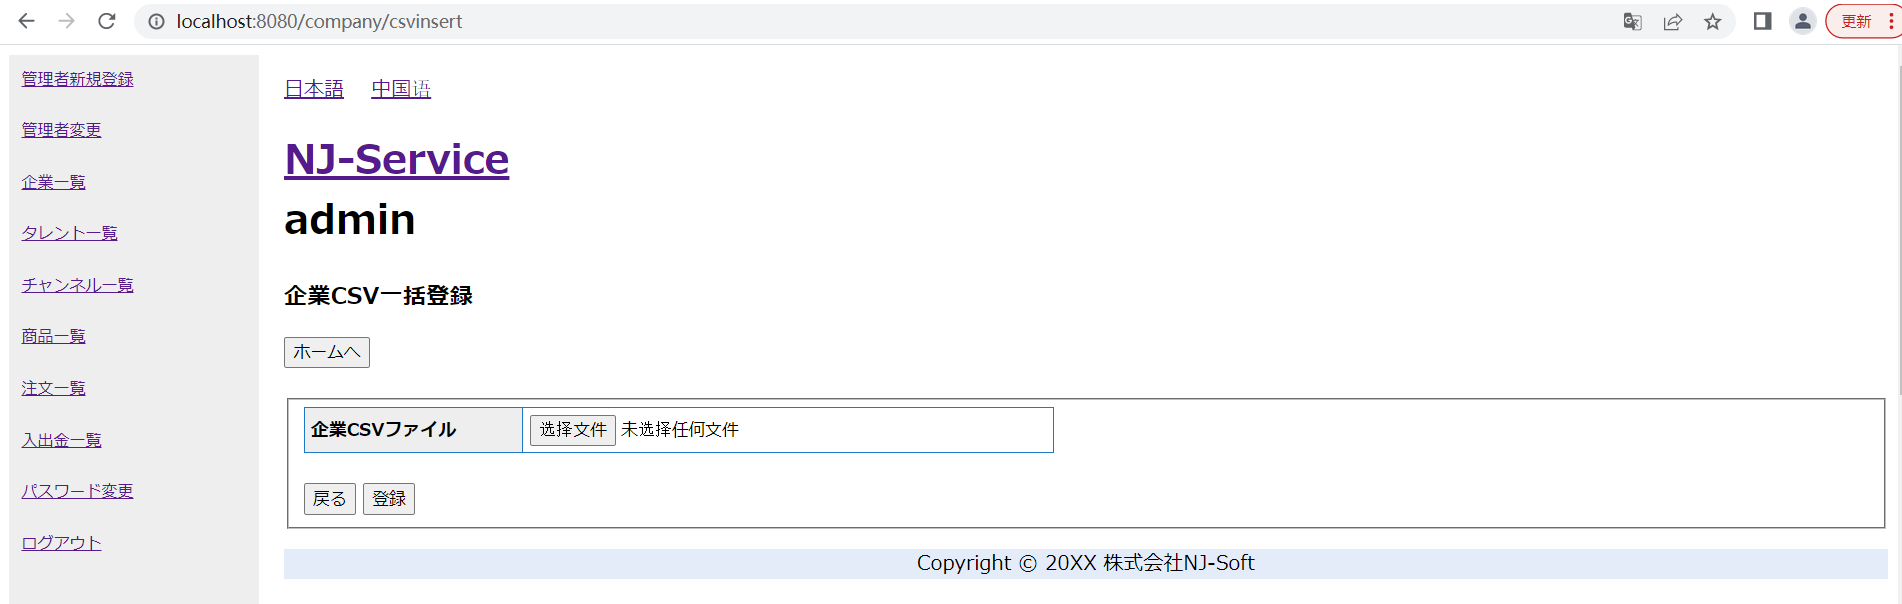 localhost:8080/company/csvinsert
更新
管理者新規登録
管理者変更
企業一覧
タレント一覧
チャンネル一覧
商品一覧
注文一覧
入出金一覧
パスワード変更
ログアウト
日本語 中国语
NJ-Service
admin
企業CSV一括登録
ホームへ
企業CSVファイル 选择文件 未选择任何文件
戻る 登録
Copyright © 20XX 株式会社NJ-Soft